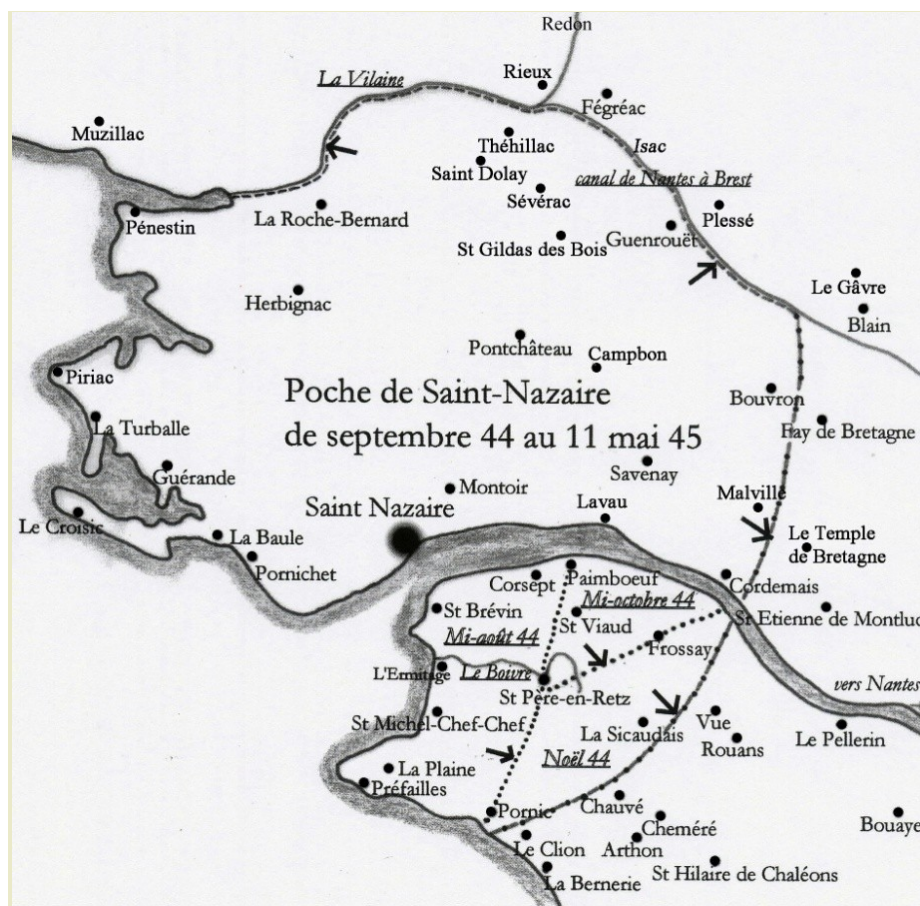 Redon
Rieux
La Vilaine
Fégréac
Muzillac
Théhillac
Isac
Saint Dolay
canal de Nantes à Brest
Sévérac
La Roche-Bernard
Plessé
Pénestin
Guenrouët
St Gildas des Bois
Le Gâvre
Herbignac
Blain
Pontchâteau
Campbon
Piriac
Poche de Saint-Nazaire
Bouvron
de septembre 44 au 11 mai 45
La Turballe
Fay de Bretagne
Guérande
Savenay
Montoir
Malville
Saint Nazaire
Lavau
Le Croisic
La Baule
Le Temple
de Bretagne
Pornichet
Corsept
Paimboeuf
Cordemais
Mi-octobre 44
St Brévin
St Viaud
St Etienne de Montluc
Mi-août 44
Frossay
L'Ermitage
Le Boivre
vers Nantes
St Père-en-Retz
St Michel-Chef-Chef
La Sicaudais
Vue
Rouans
Le Pellerin
Noël 44
La Plaine
Préfailles
Pornic
Chauvé
Cheméré
Bouaye
Le Clion
Arthon
La Bernerie
St Hilaire de Chaléons